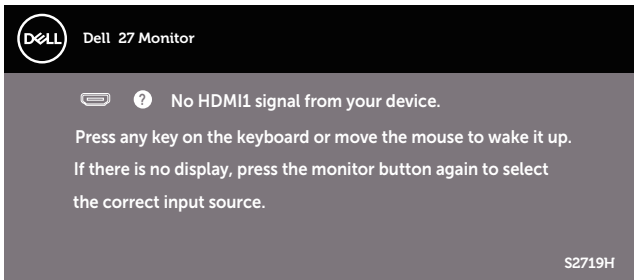 DELL
Dell 27 Monitor
? No HDMI1 signal from your device.
Press any key on the keyboard or move the mouse to wake it up.
If there is no display, press the monitor button again to select
the correct input source.
S2719H